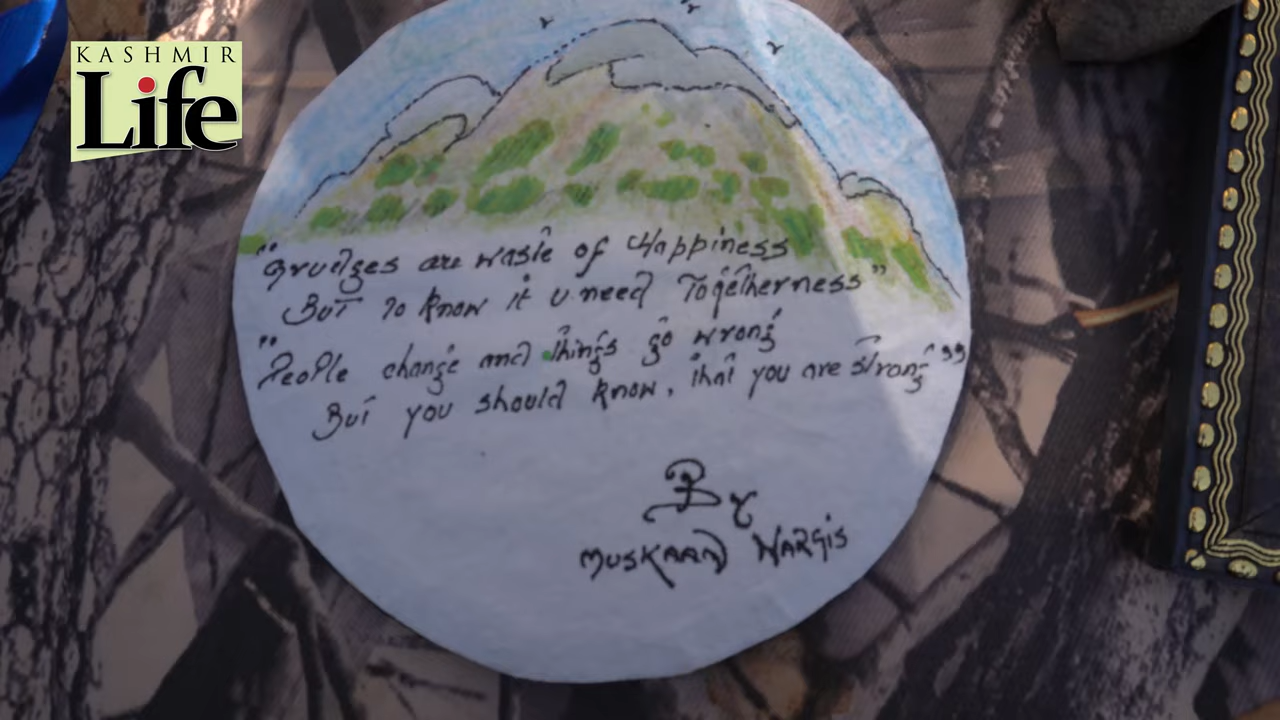 KASHMIR
Life
"Grudges are waste of Happiness
But To know it u need Togetherness"
"People change and things go wrong
But you should know, that you are strong"
By
MUSKAAN NARGIS